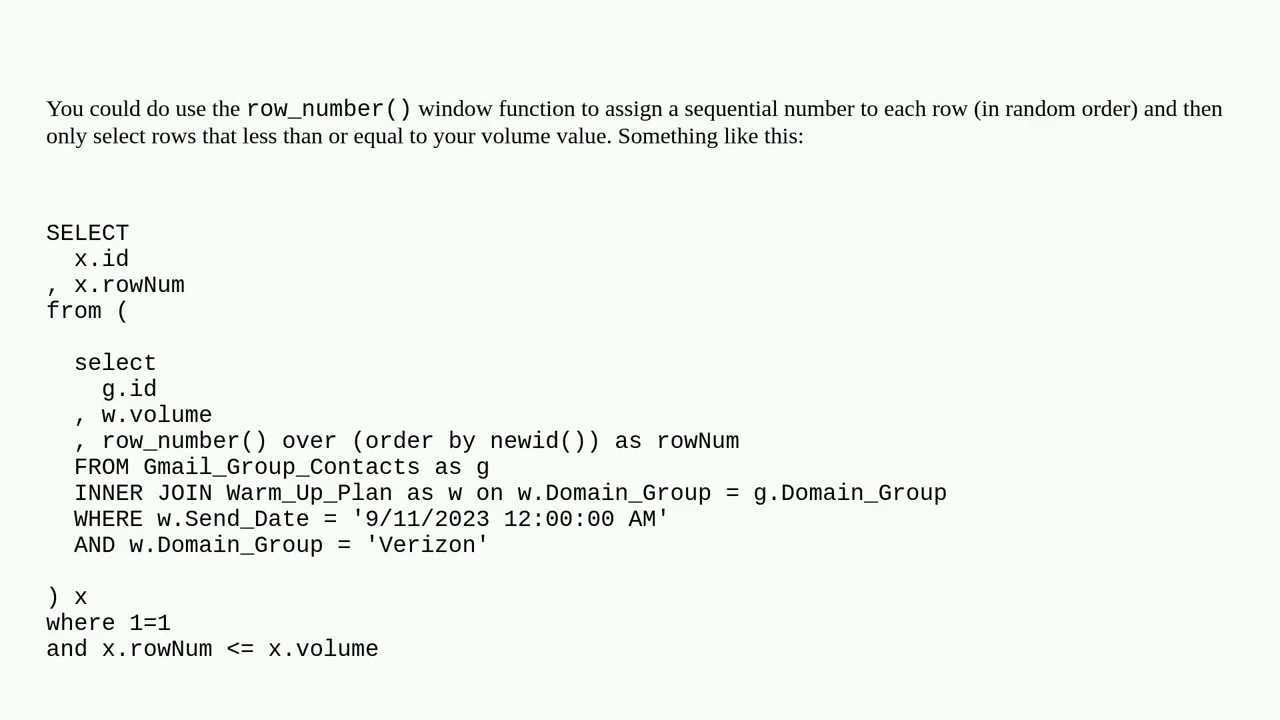 You could do use the row_number() window function to assign a sequential number to each row (in random order) and then
only select rows that less than or equal to your volume value. Something like this:
SELECT
  x.id
, x.rowNum
from (
  select
    g.id
  , w.volume
  , row_number() over (order by newid()) as rowNum
  FROM Gmail_Group_Contacts as g
  INNER JOIN Warm_Up_Plan as w on w.Domain_Group = g.Domain_Group
  WHERE w.Send_Date = '9/11/2023 12:00:00 AM'
  AND w.Domain_Group = 'Verizon'
) x
where 1=1
and x.rowNum <= x.volume